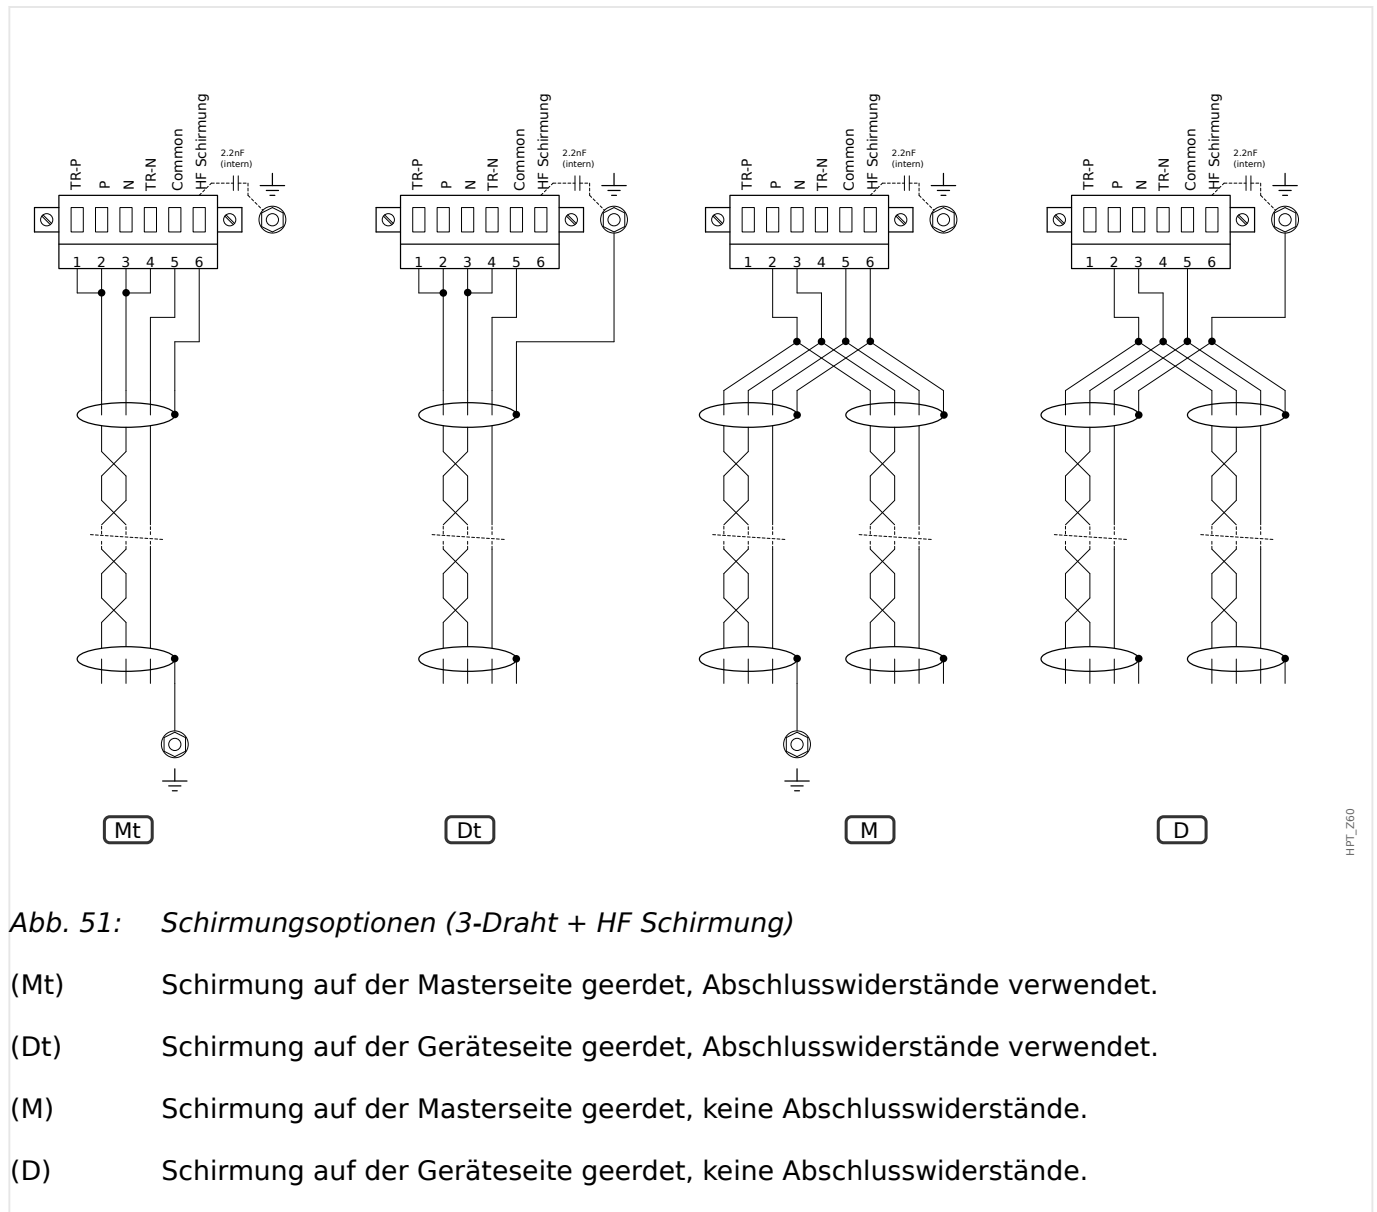 TR-P
P
N
TR-N
Common
HF Schirmung
2.2nF
(intern)
1 2 3 4 5 6
TR-P
P
N
TR-N
Common
HF Schirmung
2.2nF
(intern)
1 2 3 4 5 6
TR-P
P
N
TR-N
Common
HF Schirmung
2.2nF
(intern)
1 2 3 4 5 6
TR-P
P
N
TR-N
Common
HF Schirmung
2.2nF
(intern)
1 2 3 4 5 6
Mt
Dt
M
D
HPT_Z60
Abb. 51: Schirmungsoptionen (3-Draht + HF Schirmung)
(Mt) Schirmung auf der Masterseite geerdet, Abschlusswiderstände verwendet.
(Dt) Schirmung auf der Geräteseite geerdet, Abschlusswiderstände verwendet.
(M) Schirmung auf der Masterseite geerdet, keine Abschlusswiderstände.
(D) Schirmung auf der Geräteseite geerdet, keine Abschlusswiderstände.